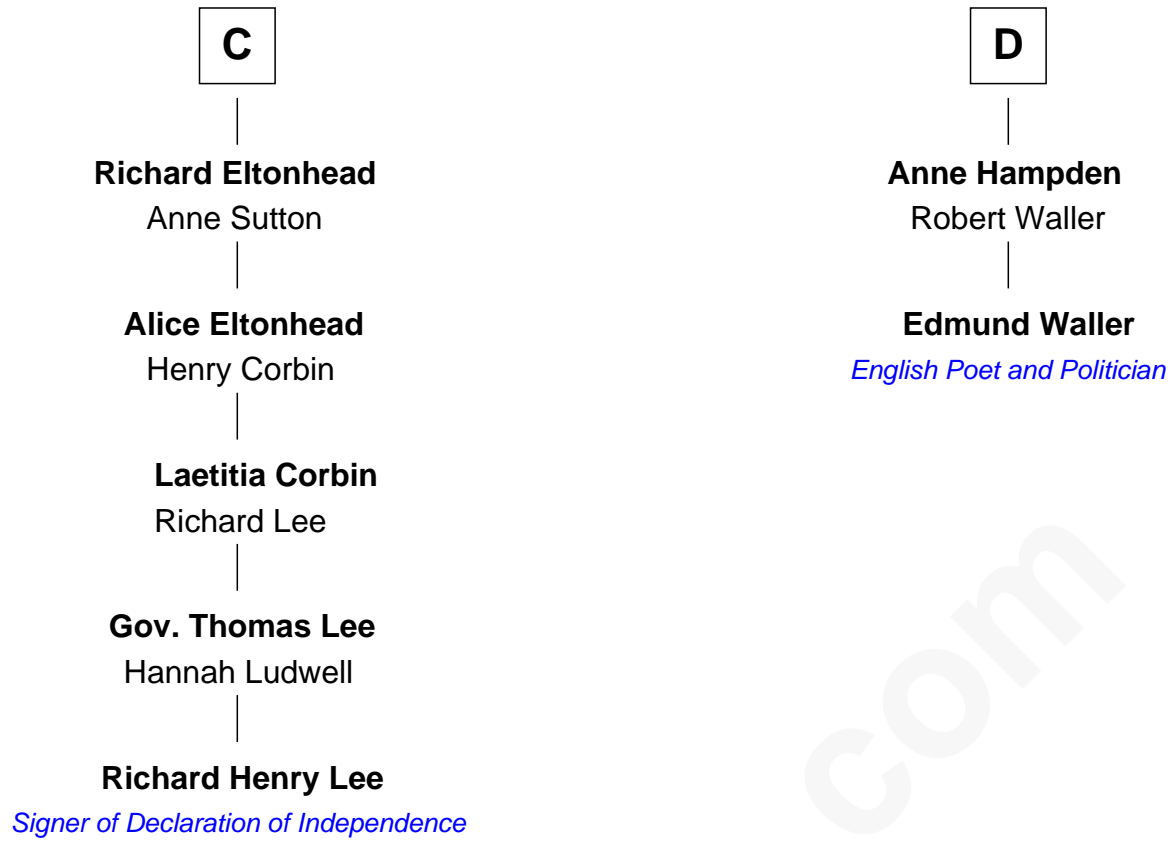 C
Richard Eltonhead
Anne Sutton
Alice Eltonhead
Henry Corbin
Laetitia Corbin
Richard Lee
Gov. Thomas Lee
Hannah Ludwell
Richard Henry Lee
Signer of Declaration of Independence
D
Anne Hampden
Robert Waller
Edmund Waller
English Poet and Politician
com